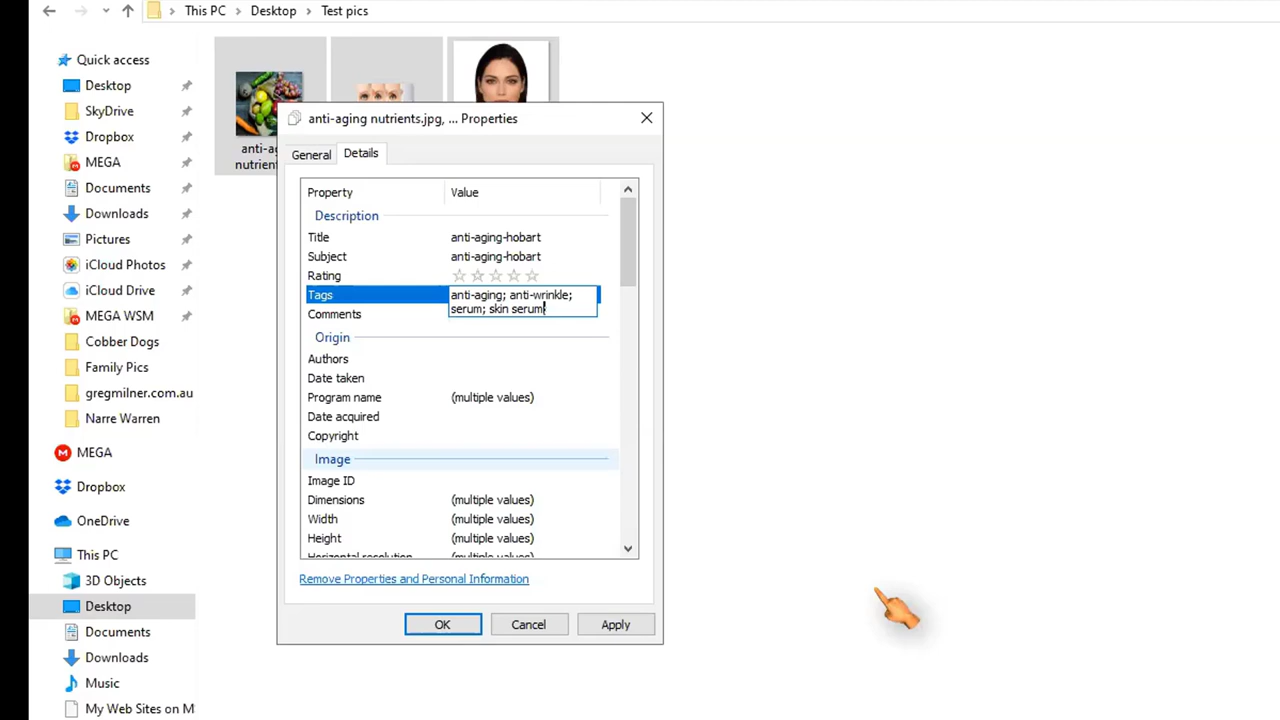 This PC > Desktop > Test pics
Quick access
Desktop
SkyDrive
Dropbox
MEGA
Documents
Downloads
Pictures
iCloud Photos
iCloud Drive
MEGA WSM
Cobber Dogs
Family Pics
gregmilner.com.au
Narre Warren
MEGA
Dropbox
OneDrive
This PC
3D Objects
Desktop
Documents
Downloads
Music
My Web Sites on M
anti-ag
nutrien
anti-aging nutrients.jpg, ... Properties
General
Details
Property Value
Description
Title anti-aging-hobart
Subject anti-aging-hobart
Rating
Tags anti-aging; anti-wrinkle;
serum; skin serum
Comments
Origin
Authors
Date taken
Program name (multiple values)
Date acquired
Copyright
Image
Image ID
Dimensions (multiple values)
Width (multiple values)
Height (multiple values)
Horizontal resolution (multiple values)
Remove Properties and Personal Information
OK
Cancel
Apply